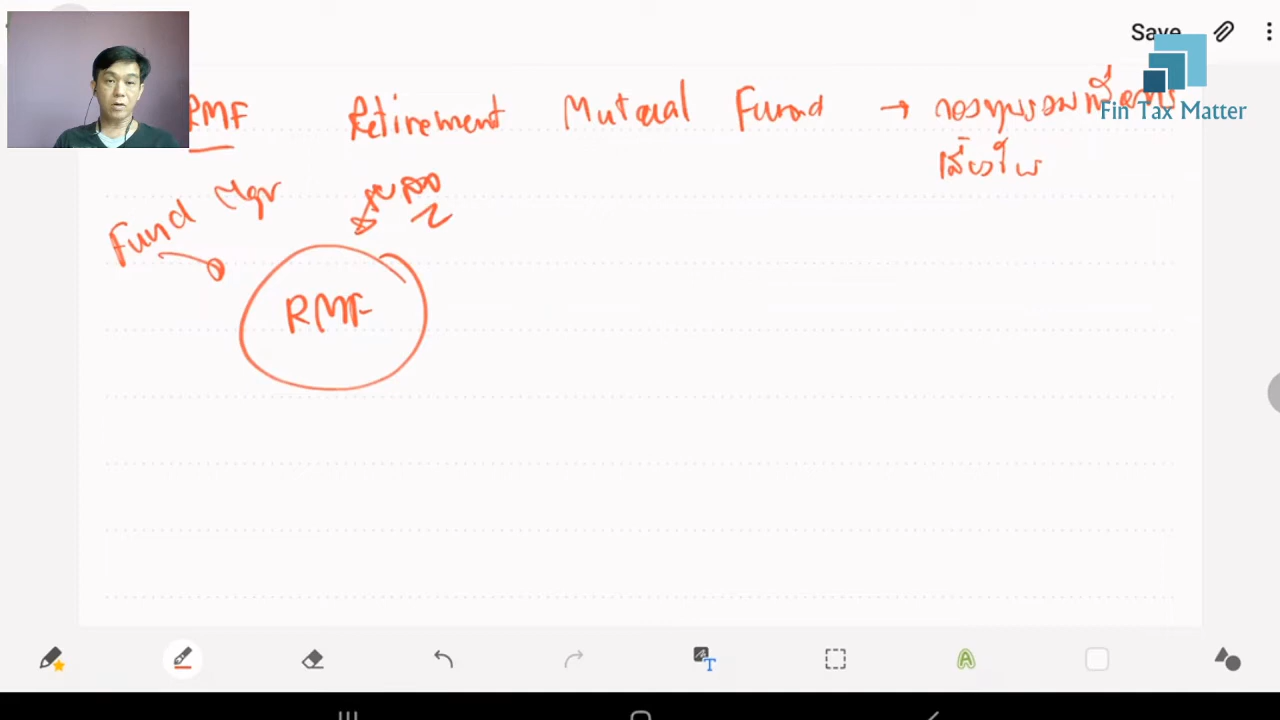 Save
Fin Tax Matter
RMF Retirement Mutual Fund → กองทุนรวมเพื่อการ
เลี้ยงชีพ
Fund Mgr
RMF